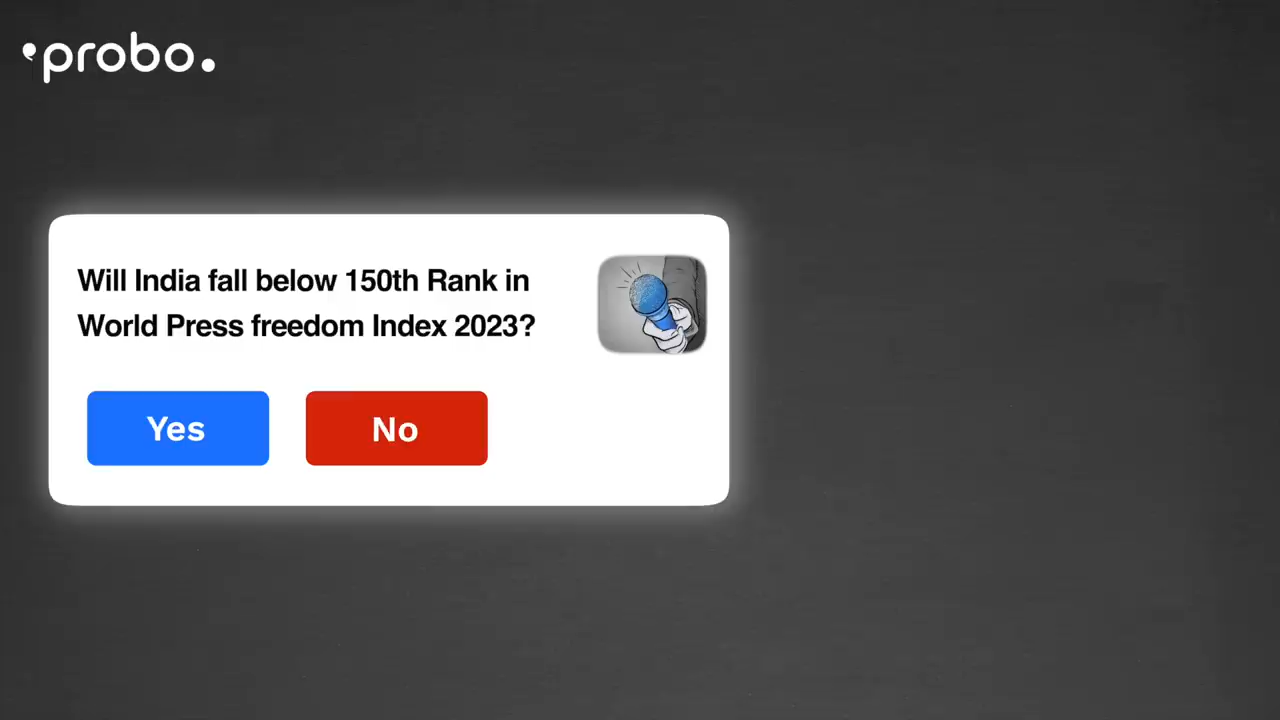 probo.
Will India fall below 150th Rank in
World Press freedom Index 2023?
Yes
No